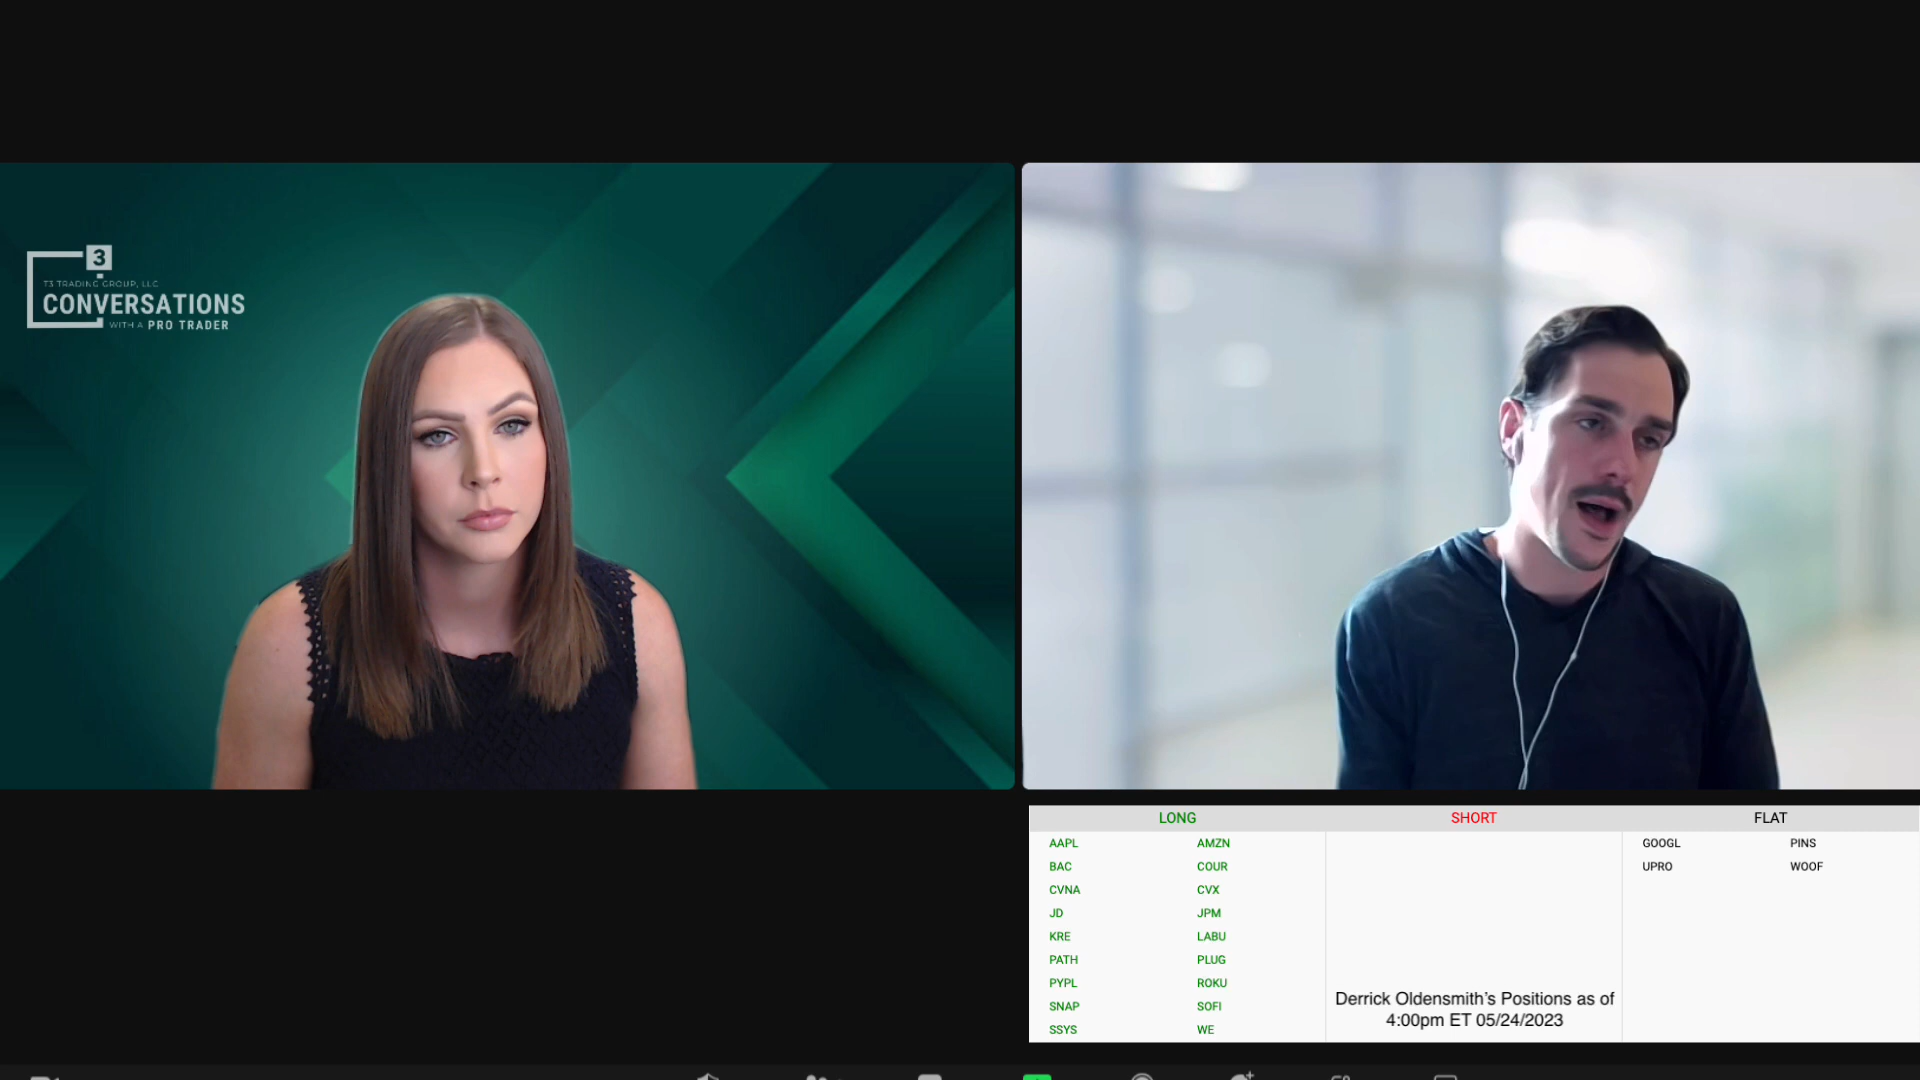 3
T3 TRADING GROUP, LLC
CONVERSATIONS
WITH A PRO TRADER
LONG SHORT FLAT
AAPL AMZN GOOGL PINS
BAC COUR UPRO WOOF
CVNA CVX
JD JPM
KRE LABU
PATH PLUG
PYPL ROKU
SNAP SOFI
SSYS WE
Derrick Oldensmith's Positions as of
4:00pm ET 05/24/2023